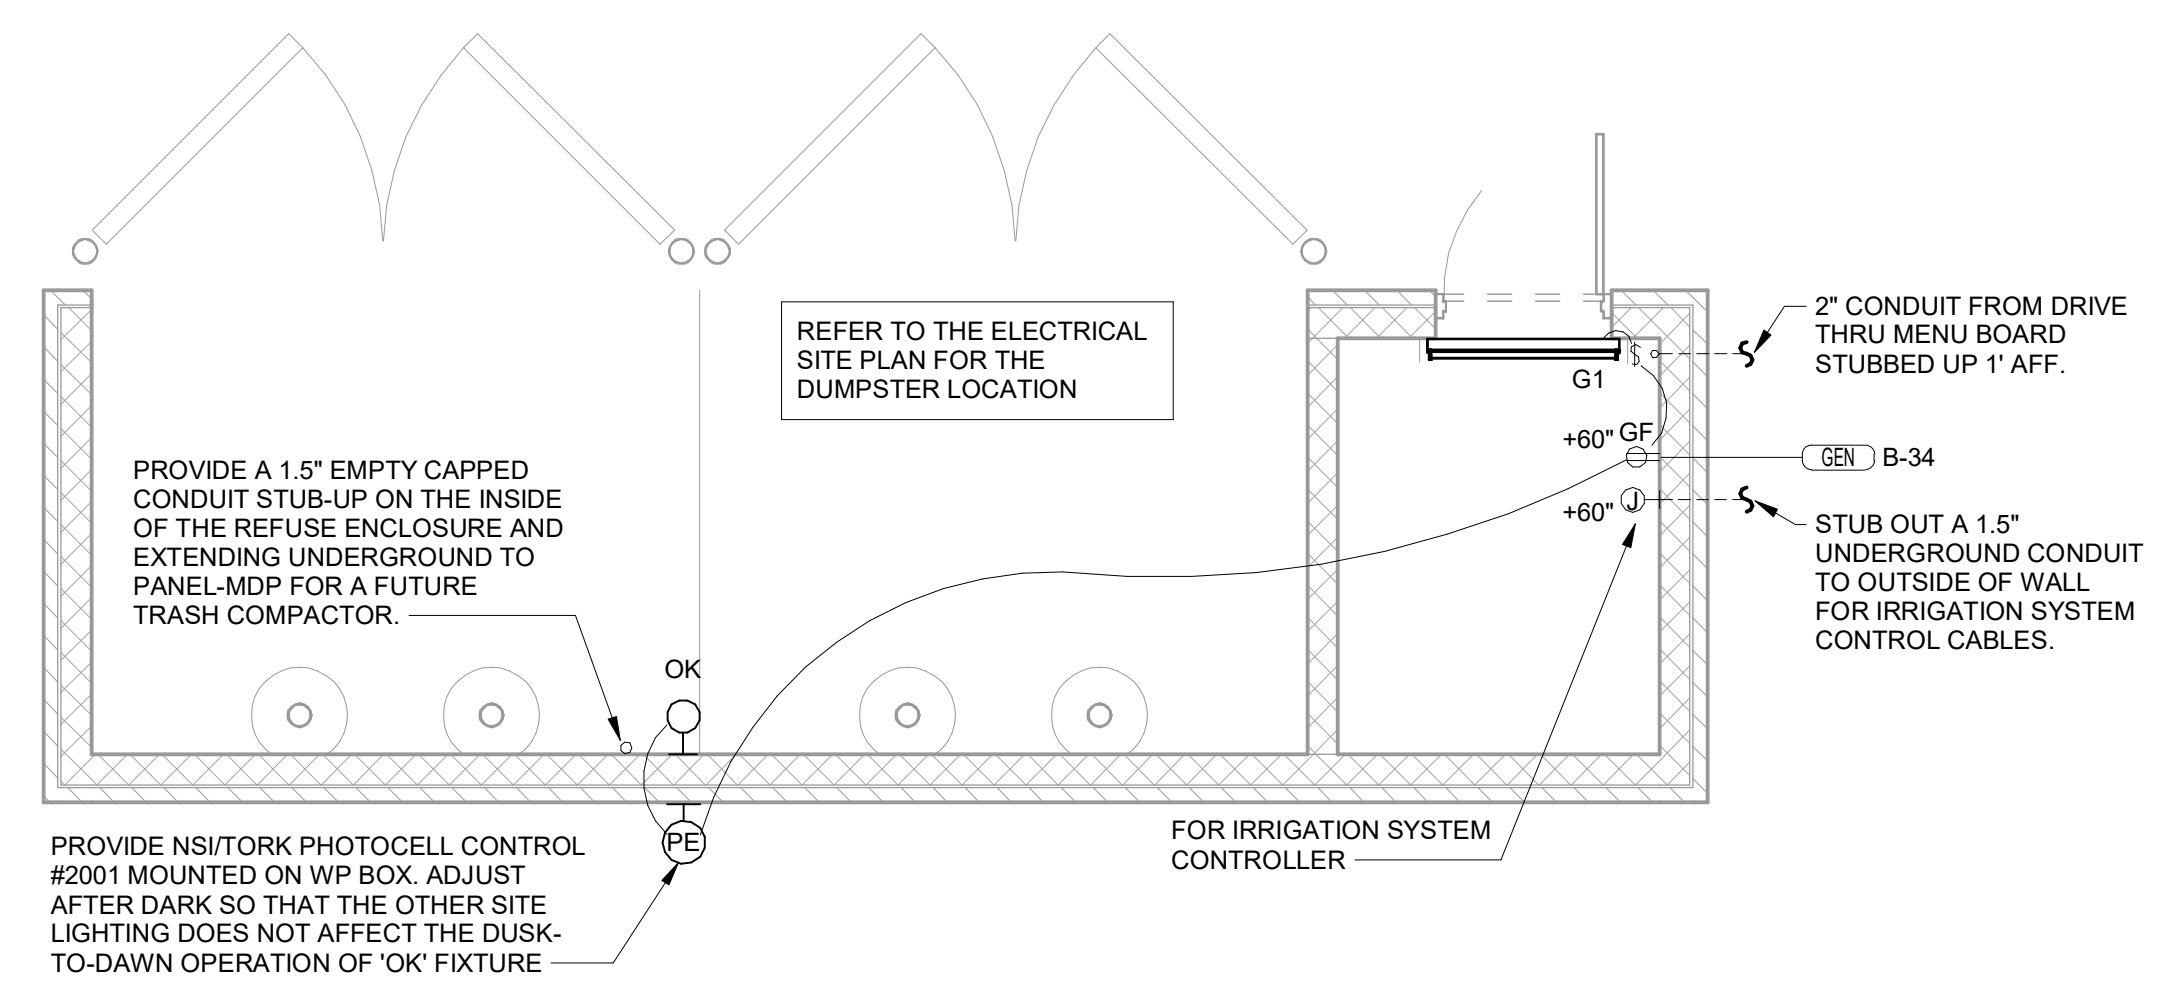 REFER TO THE ELECTRICAL
SITE PLAN FOR THE
DUMPSTER LOCATION
2" CONDUIT FROM DRIVE
THRU MENU BOARD
STUBBED UP 1' AFF.
$
G1
+60" GF
GEN B-34
J
+60"
STUB OUT A 1.5"
UNDERGROUND CONDUIT
TO OUTSIDE OF WALL
FOR IRRIGATION SYSTEM
CONTROL CABLES.
PROVIDE A 1.5" EMPTY CAPPED
CONDUIT STUB-UP ON THE INSIDE
OF THE REFUSE ENCLOSURE AND
EXTENDING UNDERGROUND TO
PANEL-MDP FOR A FUTURE
TRASH COMPACTOR.
OK
PE
PROVIDE NSI/TORK PHOTOCELL CONTROL
#2001 MOUNTED ON WP BOX. ADJUST
AFTER DARK SO THAT THE OTHER SITE
LIGHTING DOES NOT AFFECT THE DUSK-
TO-DAWN OPERATION OF 'OK' FIXTURE
FOR IRRIGATION SYSTEM
CONTROLLER